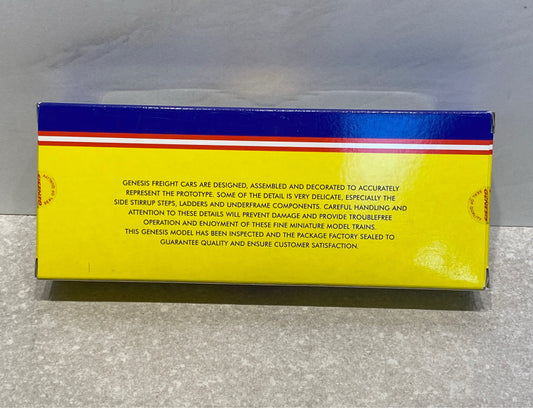 GENESIS FREIGHT CARS ARE DESIGNED, ASSEMBLED AND DECORATED TO ACCURATELY
REPRESENT THE PROTOTYPE. SOME OF THE DETAIL IS VERY DELICATE, ESPECIALLY THE
SIDE STIRRUP STEPS, LADDERS AND UNDERFRAME COMPONENTS. CAREFUL HANDLING AND
ATTENTION TO THESE DETAILS WILL PREVENT DAMAGE AND PROVIDE TROUBLEFREE
OPERATION AND ENJOYMENT OF THESE FINE MINIATURE MODEL TRAINS.
THIS GENESIS MODEL HAS BEEN INSPECTED AND THE PACKAGE FACTORY SEALED TO
GUARANTEE QUALITY AND ENSURE CUSTOMER SATISFACTION.